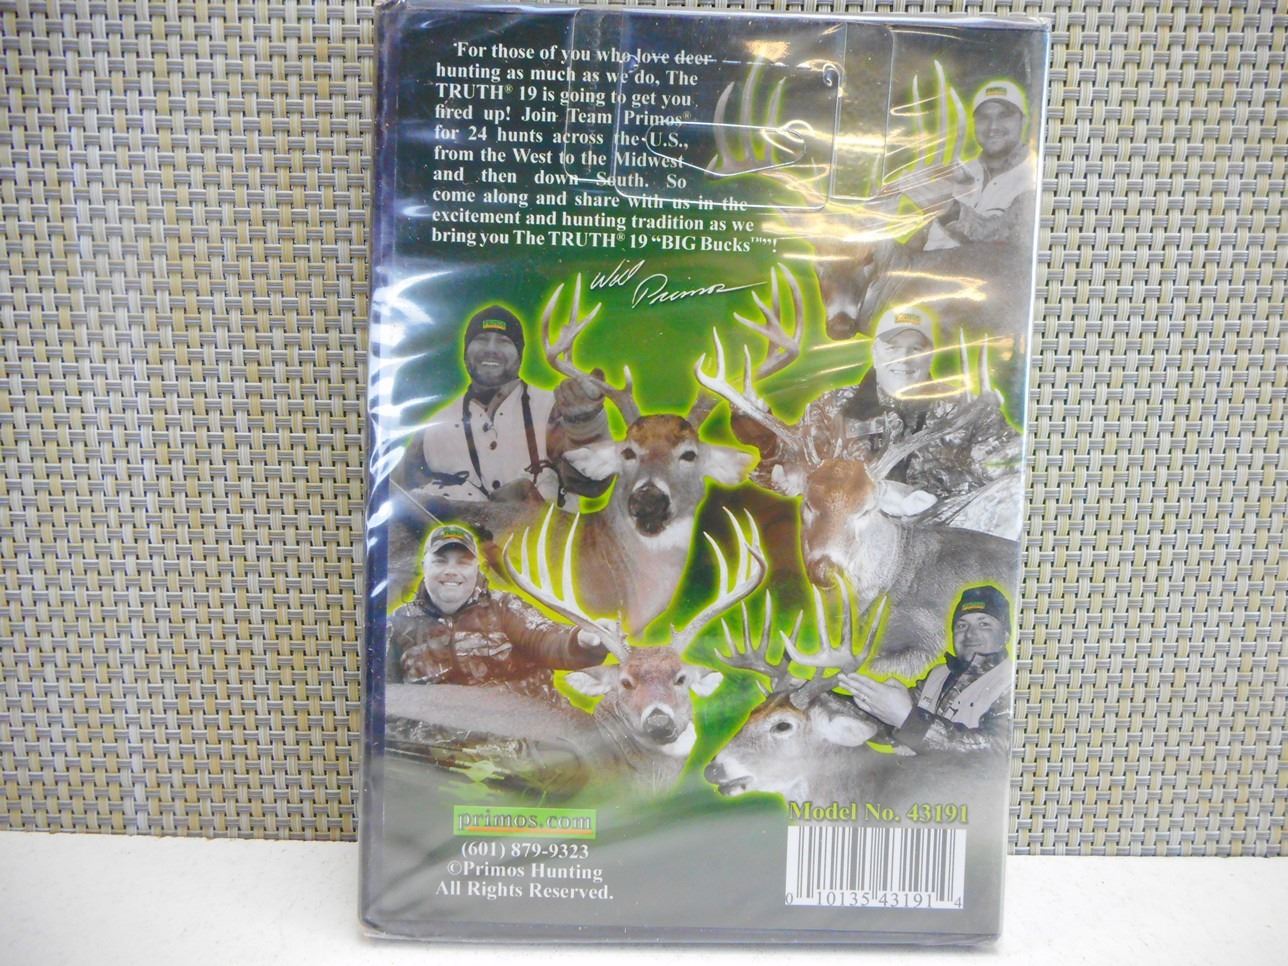 "For those of you who love deer
hunting as much as we do, The
TRUTH® 19 is going to get you
fired up! Join Team Primos®
for 24 hunts across the U.S.,
from the West to the Midwest
and then down South. So
come along and share with us in the
excitement and hunting tradition as we
bring you The TRUTH® 19 "BIG Bucks™"!
Will Primos
primos.com
(601) 879-9323
©Primos Hunting
All Rights Reserved.
Model No. 43191
0 10135 43191 4